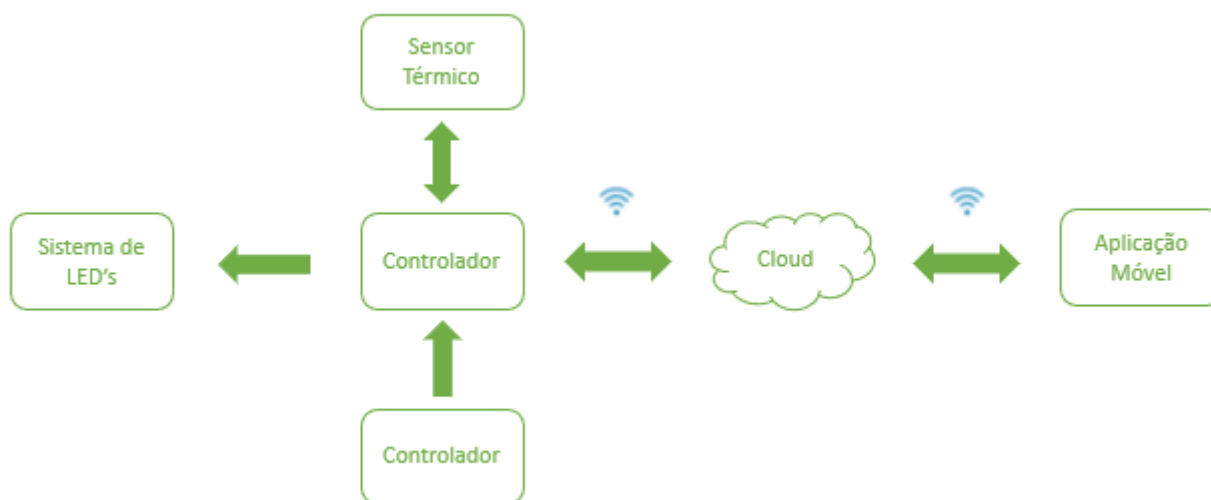 Sensor
Térmico
Sistema de
LED's
Controlador
Cloud
Aplicação
Móvel
Controlador